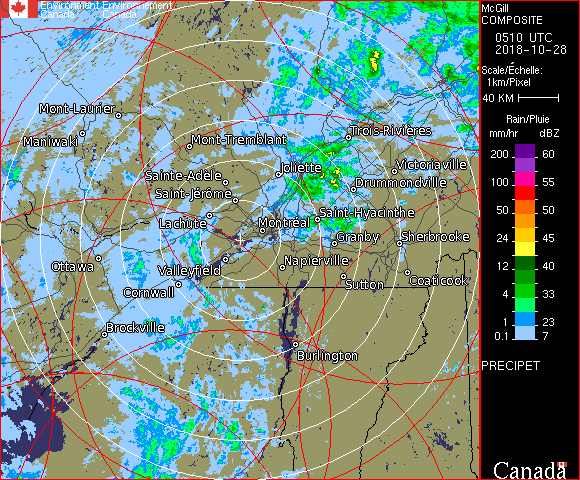 Environment Environnement
Canada Canada
Mont-Laurier
Maniwaki
Mont-Tremblant
Trois-Rivières
Joliette
Victoriaville
Sainte-Adèle
Drummondville
Saint-Jérôme
Lachute
Saint-Hyacinthe
Montréal
Granby
Sherbrooke
Ottawa
Valleyfield
Napierville
Cornwall
Sutton
Coaticook
Brockville
Burlington
McGill
COMPOSITE
0510 UTC
2018-10-28
Scale/Échelle:
1km/Pixel
40 KM
Rain/Pluie
mm/hr dBZ
200 60
100 55
50 50
24 45
12 40
4 33
1 23
0.1 7
PRECIPET
Canada